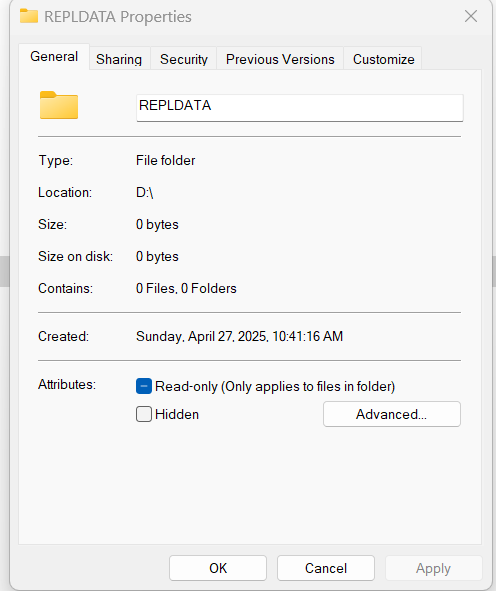 REPLDATA Properties
General Sharing Security Previous Versions Customize
REPLDATA
Type: File folder
Location: D:\
Size: 0 bytes
Size on disk: 0 bytes
Contains: 0 Files, 0 Folders
Created: Sunday, April 27, 2025, 10:41:16 AM
Attributes: Read-only (Only applies to files in folder)
Hidden Advanced...
OK Cancel Apply